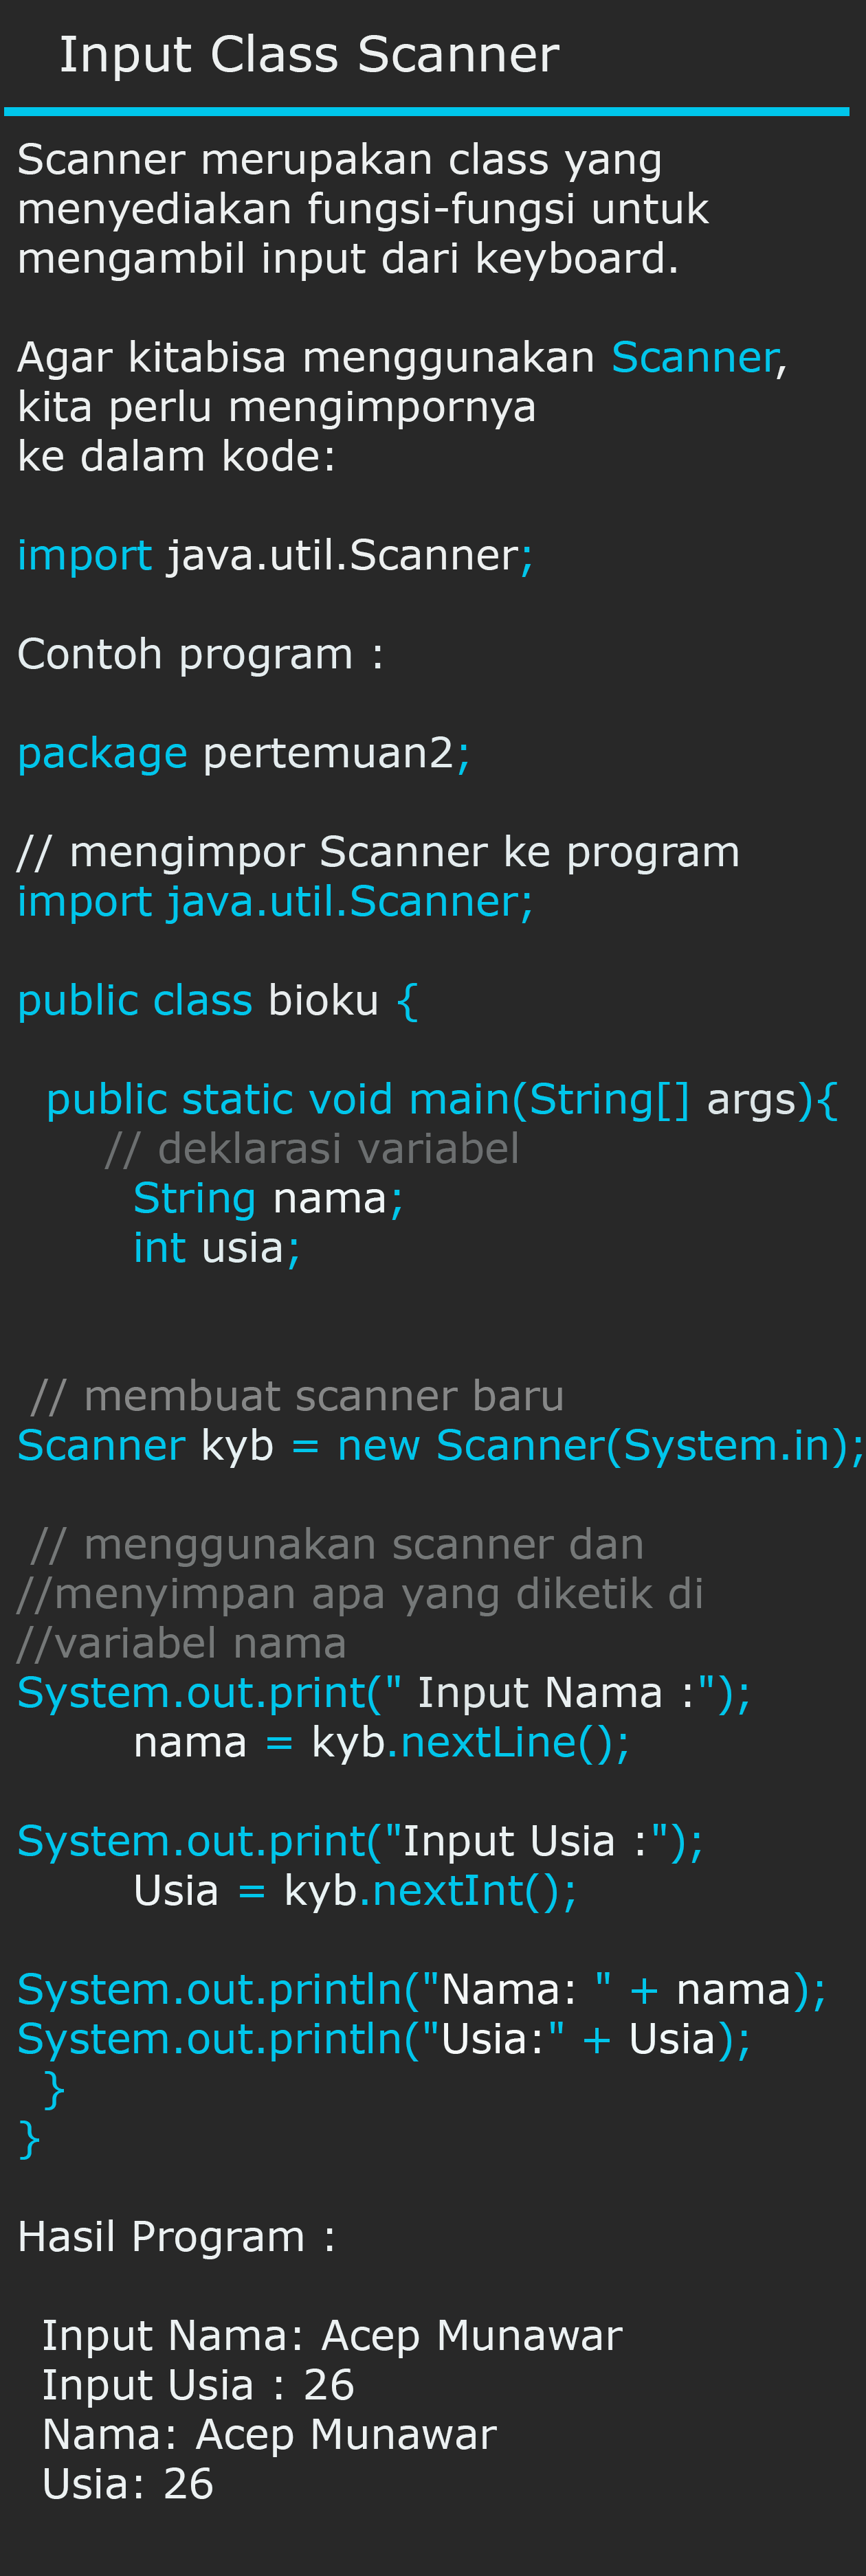 Input Class Scanner
Scanner merupakan class yang
menyediakan fungsi-fungsi untuk
mengambil input dari keyboard.
Agar kitabisa menggunakan Scanner,
kita perlu mengimpornya
ke dalam kode:
import java.util.Scanner;
Contoh program :
package pertemuan2;
// mengimpor Scanner ke program
import java.util.Scanner;
public class bioku {
public static void main(String[] args){
// deklarasi variabel
String nama;
int usia;
// membuat scanner baru
Scanner kyb = new Scanner(System.in);
// menggunakan scanner dan
//menyimpan apa yang diketik di
//variabel nama
System.out.print(" Input Nama :");
nama = kyb.nextLine();
System.out.print("Input Usia :");
Usia = kyb.nextInt();
System.out.println("Nama: " + nama);
System.out.println("Usia:" + Usia);
}
}
Hasil Program :
Input Nama: Acep Munawar
Input Usia : 26
Nama: Acep Munawar
Usia: 26